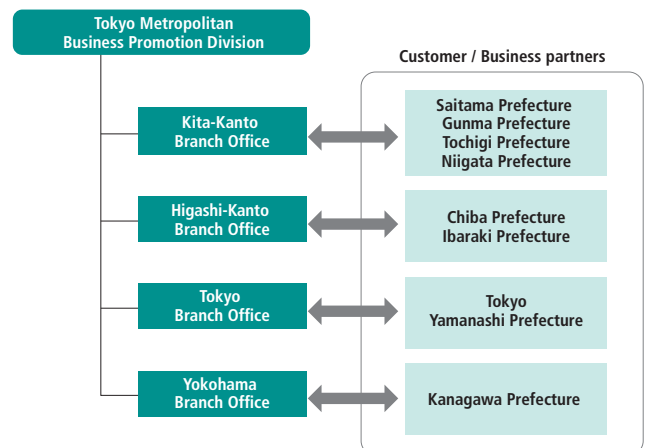 Tokyo Metropolitan
Business Promotion Division
Customer / Business partners
Kita-Kanto
Branch Office
Saitama Prefecture
Gunma Prefecture
Tochigi Prefecture
Niigata Prefecture
Higashi-Kanto
Branch Office
Chiba Prefecture
Ibaraki Prefecture
Tokyo
Branch Office
Tokyo
Yamanashi Prefecture
Yokohama
Branch Office
Kanagawa Prefecture